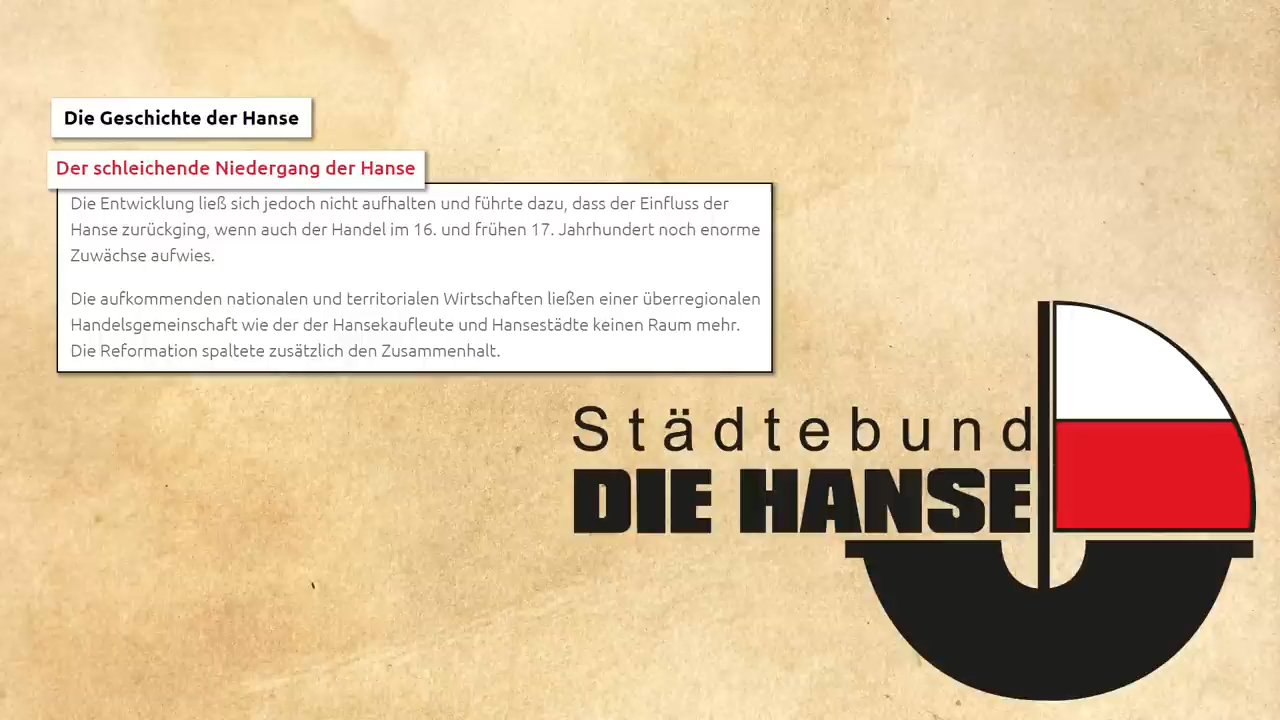 Die Geschichte der Hanse
Der schleichende Niedergang der Hanse
Die Entwicklung ließ sich jedoch nicht aufhalten und führte dazu, dass der Einfluss der
Hanse zurückging, wenn auch der Handel im 16. und frühen 17. Jahrhundert noch enorme
Zuwächse aufwies.
Die aufkommenden nationalen und territorialen Wirtschaften ließen einer überregionalen
Handelsgemeinschaft wie der der Hansekaufleute und Hansestädte keinen Raum mehr.
Die Reformation spaltete zusätzlich den Zusammenhalt.
Städtebund
DIE HANSE